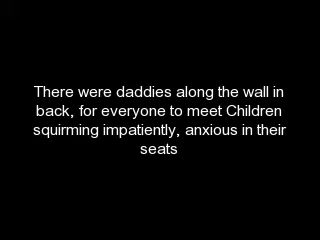 There were daddies along the wall in
back, for everyone to meet Children
squirming impatiently, anxious in their
seats